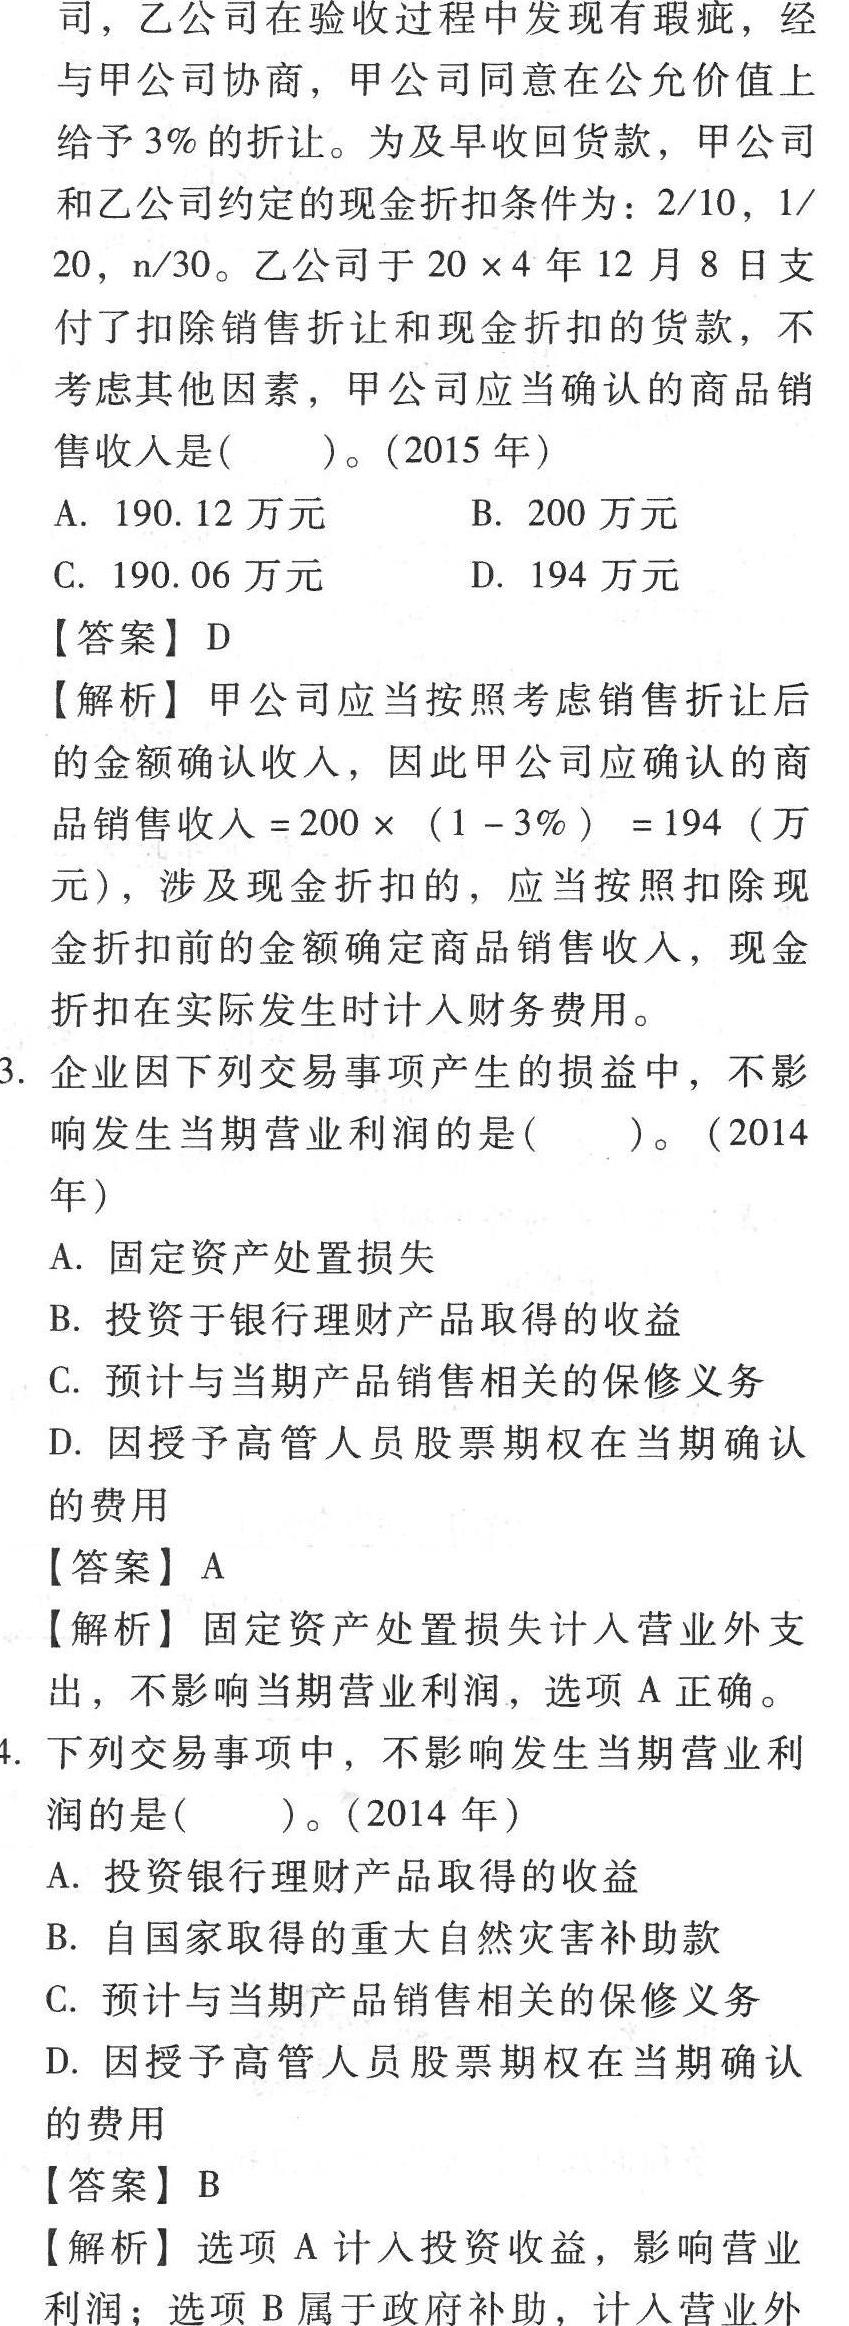 司，乙公司在验收过程中发现有瑕疵，经
与甲公司协商，甲公司同意在公允价值上
给予3%的折让。为及早收回货款，甲公司
和乙公司约定的现金折扣条件为：2/10，1/
20，n/30。乙公司于20×4年12月8日支
付了扣除销售折让和现金折扣的货款，不
考虑其他因素，甲公司应当确认的商品销
售收入是(　　)。(2015年)
A. 190.12万元　　B. 200万元
C. 190.06万元　　D. 194万元
【答案】D
【解析】甲公司应当按照考虑销售折让后
的金额确认收入，因此甲公司应确认的商
品销售收入=200×（1-3%）=194（万
元），涉及现金折扣的，应当按照扣除现
金折扣前的金额确定商品销售收入，现金
折扣在实际发生时计入财务费用。
3. 企业因下列交易事项产生的损益中，不影
响发生当期营业利润的是(　　)。(2014
年)
A. 固定资产处置损失
B. 投资于银行理财产品取得的收益
C. 预计与当期产品销售相关的保修义务
D. 因授予高管人员股票期权在当期确认
的费用
【答案】A
【解析】固定资产处置损失计入营业外支
出，不影响当期营业利润，选项A正确。
4. 下列交易事项中，不影响发生当期营业利
润的是(　　)。(2014年)
A. 投资银行理财产品取得的收益
B. 自国家取得的重大自然灾害补助款
C. 预计与当期产品销售相关的保修义务
D. 因授予高管人员股票期权在当期确认
的费用
【答案】B
【解析】选项A计入投资收益，影响营业
利润；选项B属于政府补助，计入营业外